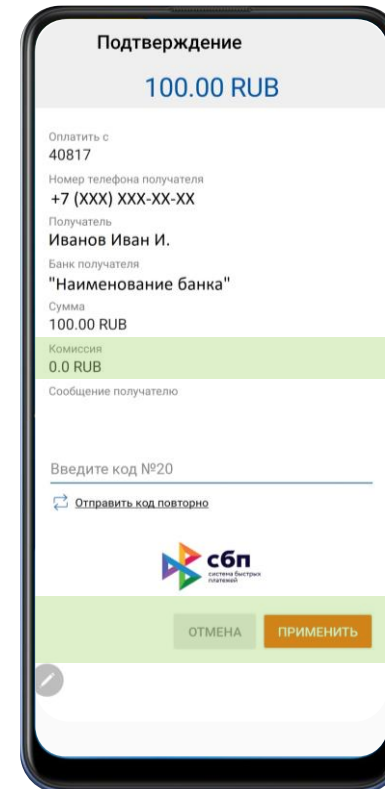 Подтверждение
100.00 RUB
Оплатить с
40817
Номер телефона получателя
+7 (XXX) XXX-XX-XX
Получатель
Иванов Иван И.
Банк получателя
"Наименование банка"
Сумма
100.00 RUB
Комиссия
0.0 RUB
Сообщение получателю
Введите код №20
Отправить код повторно
сбп
система быстрых
платежей
ОТМЕНА
ПРИМЕНИТЬ